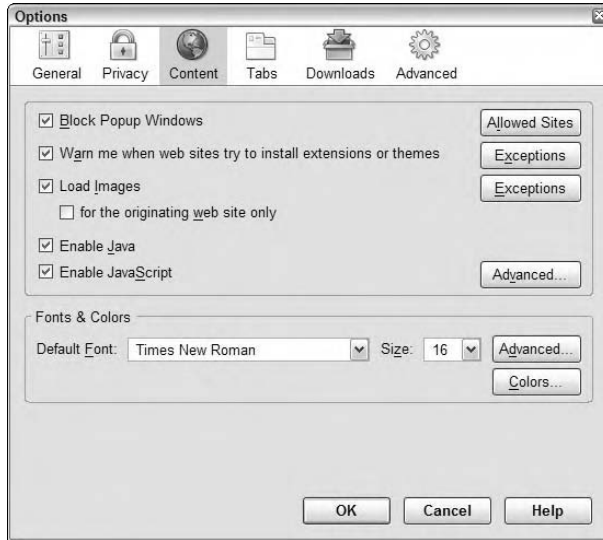 Options
General Privacy Content Tabs Downloads Advanced
Block Popup Windows Allowed Sites
Warn me when web sites try to install extensions or themes Exceptions
Load Images Exceptions
for the originating web site only
Enable Java
Enable JavaScript Advanced...
Fonts & Colors
Default Font: Times New Roman Size: 16 Advanced...
Colors...
OK Cancel Help